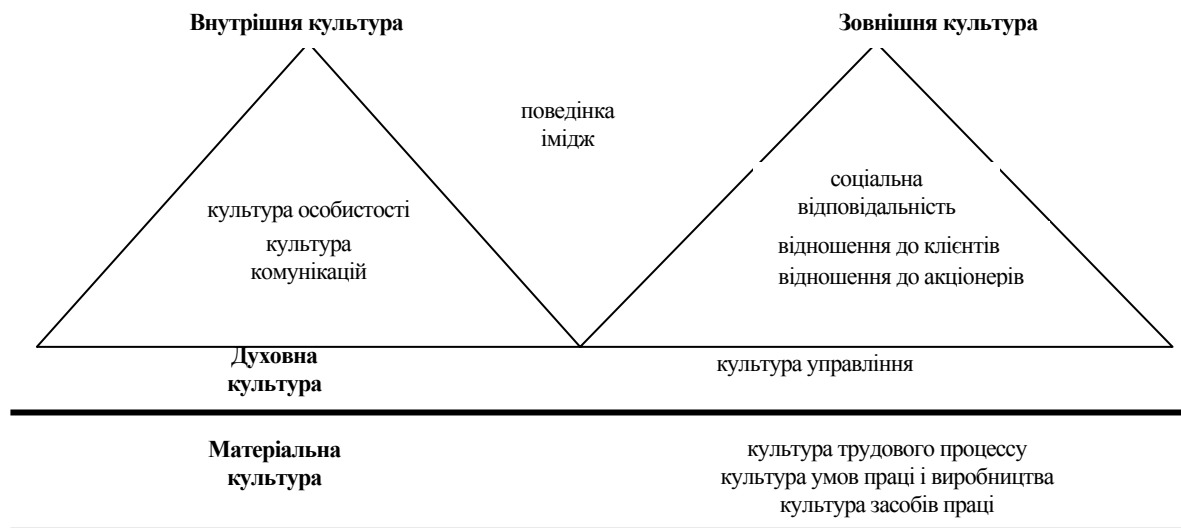 Внутрішня культура
Зовнішня культура
поведінка
імідж
культура особистості
культура
комунікацій
соціальна
відповідальність
відношення до клієнтів
відношення до акціонерів
Духовна
культура
культура управління
Матеріальна
культура
культура трудового процессу
культура умов праці і виробництва
культура засобів праці